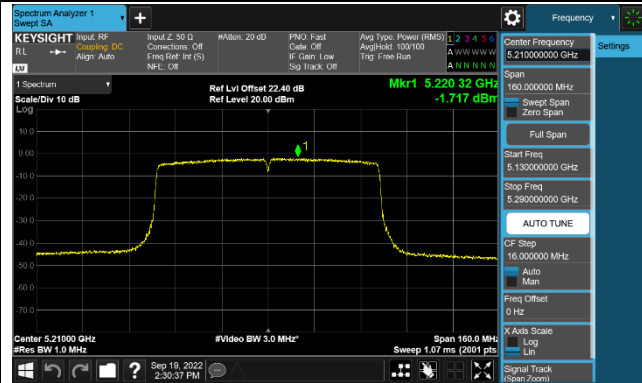 Spectrum Analyzer 1
Swept SA
Frequency
KEYSIGHT
RL
LXI
Input: RF
Coupling: DC
Align: Auto
Input Z: 50 Ω
Corrections: Off
Freq Ref: Int (S)
NFE: Off
#Atten: 20 dB
PNO: Fast
Gate: Off
IF Gain: Low
Sig Track: Off
Avg Type: Power (RMS)
Avg|Hold: 100/100
Trig: Free Run
1 2 3 4 5 6
A W W W W W
A N N N N N
1 Spectrum
Scale/Div 10 dB
Log
Ref Lvl Offset 22.40 dB
Ref Level 20.00 dBm
Mkr1 5.220 32 GHz
-1.717 dBm
10.0
0.00
-10.0
-20.0
-30.0
-40.0
-50.0
-60.0
-70.0
1
Center 5.21000 GHz
#Res BW 1.0 MHz
#Video BW 3.0 MHz*
Span 160.0 MHz
Sweep 1.07 ms (2001 pts)
Sep 19, 2022
2:30:37 PM
Center Frequency
5.210000000 GHz
Settings
Span
160.000000 MHz
Swept Span
Zero Span
Full Span
Start Freq
5.130000000 GHz
Stop Freq
5.290000000 GHz
AUTO TUNE
CF Step
16.000000 MHz
Auto
Man
Freq Offset
0 Hz
X Axis Scale
Log
Lin
Signal Track
(Span Zoom)